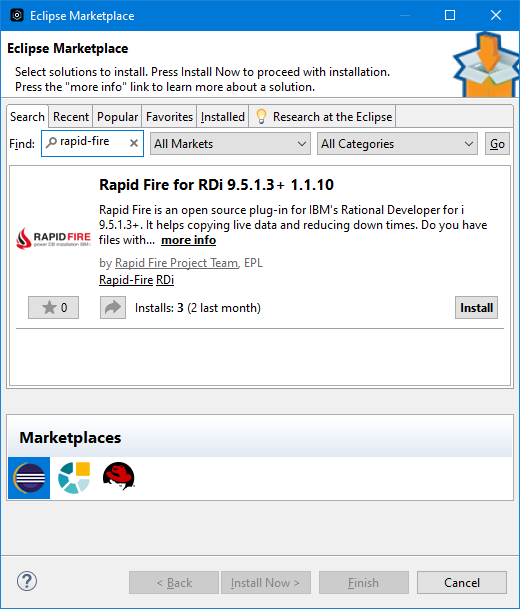 Eclipse Marketplace
Eclipse Marketplace
Select solutions to install. Press Install Now to proceed with installation.
Press the "more info" link to learn more about a solution.
Search Recent Popular Favorites Installed Research at the Eclipse
Find: rapid-fire All Markets All Categories Go
Rapid Fire for RDi 9.5.1.3+ 1.1.10
Rapid Fire is an open source plug-in for IBM's Rational Developer for i
9.5.1.3+. It helps copying live data and reducing down times. Do you have
files with... more info
RAPIDFIRE
power DB installation IBM i
by Rapid Fire Project Team, EPL
Rapid-Fire RDi
0 Installs: 3 (2 last month) Install
Marketplaces
? < Back Install Now > Finish Cancel